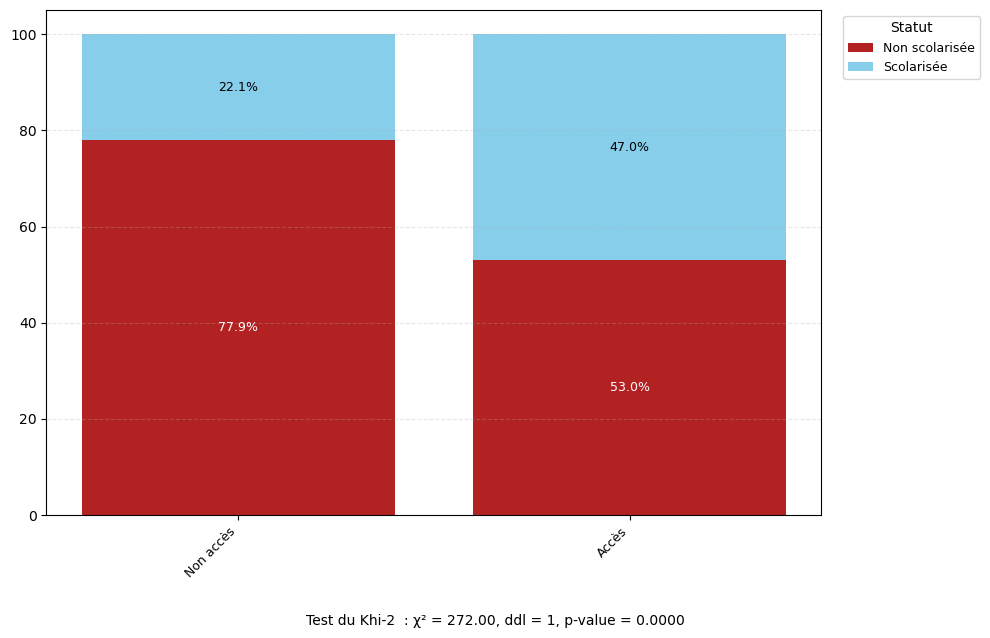 Statut
Non scolarisée
Scolarisée
100
80
60
40
20
0
22.1%
47.0%
77.9%
53.0%
Non accès
Accès
Test du Khi-2  : χ² = 272.00, ddl = 1, p-value = 0.0000